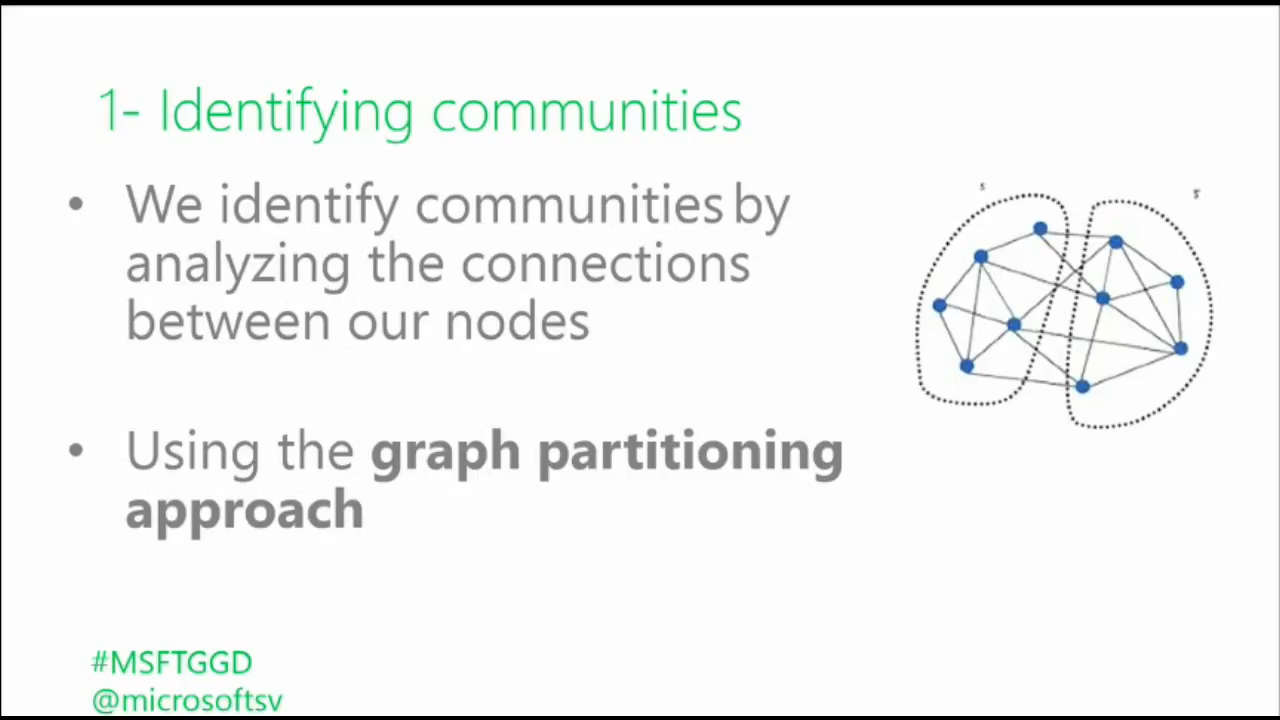 1- Identifying communities
• We identify communities by
analyzing the connections
between our nodes
• Using the graph partitioning
approach
#MSFTGGD
@microsoftsv